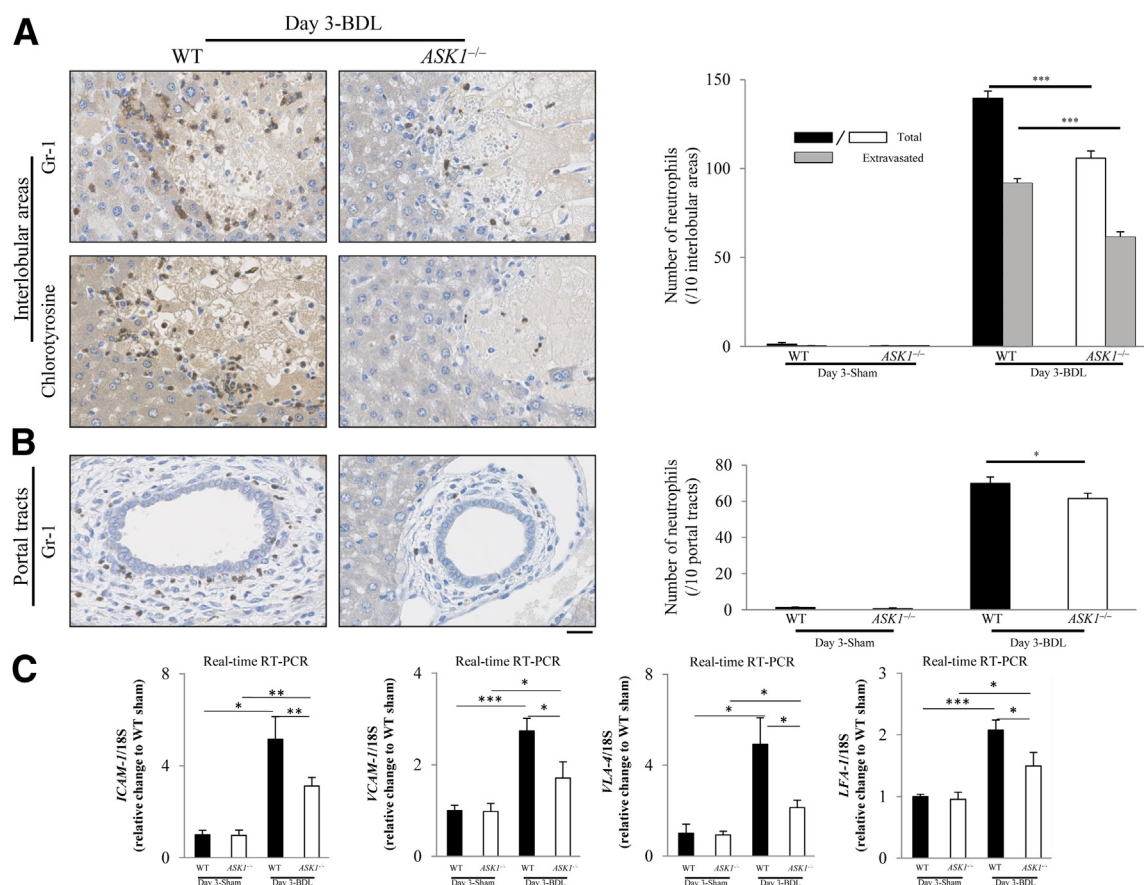 A
Day 3-BDL
WT
ASK1–/–
Interlobular areas
Gr-1
Chlorotyrosine
150
100
50
0
Number of neutrophils
(/10 interlobular areas)
/ Total
Extravasated
***
***
WT
ASK1–/–
WT
ASK1–/–
Day 3-Sham
Day 3-BDL
B
Portal tracts
Gr-1
80
60
40
20
0
Number of neutrophils
(/10 portal tracts)
*
WT
ASK1–/–
WT
ASK1–/–
Day 3-Sham
Day 3-BDL
C
Real-time RT-PCR
ICAM-1/18S
(relative change to WT sham)
8
4
0
**
*
**
WT
ASK1–/–
WT
ASK1–/–
Day 3-Sham
Day 3-BDL
Real-time RT-PCR
VCAM-1/18S
(relative change to WT sham)
4
2
0
*
***
*
WT
ASK1–/–
WT
ASK1–/–
Day 3-Sham
Day 3-BDL
Real-time RT-PCR
VLA-4/18S
(relative change to WT sham)
8
4
0
*
*
*
WT
ASK1–/–
WT
ASK1–/–
Day 3-Sham
Day 3-BDL
Real-time RT-PCR
LFA-1/18S
(relative change to WT sham)
3
2
1
0
*
***
*
WT
ASK1–/–
WT
ASK1–/–
Day 3-Sham
Day 3-BDL